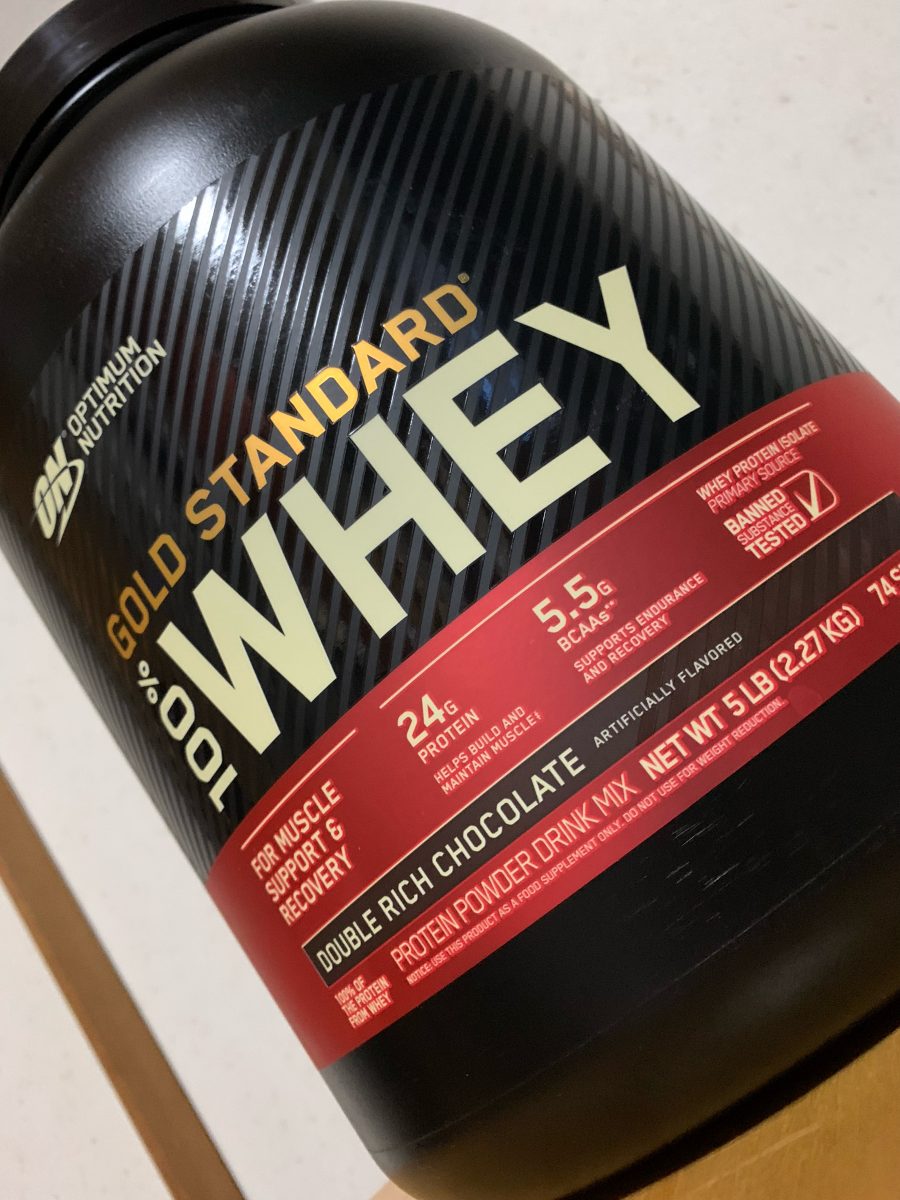 ON® OPTIMUM
NUTRITION
GOLD STANDARD®
100% WHEY
FOR MUSCLE
SUPPORT &
RECOVERY
24G
PROTEIN
HELPS BUILD AND
MAINTAIN MUSCLE‡
5.5G
BCAAs**
SUPPORTS ENDURANCE
AND RECOVERY
WHEY PROTEIN ISOLATE
PRIMARY SOURCE
BANNED
SUBSTANCE
TESTED
DOUBLE RICH CHOCOLATE ARTIFICIALLY FLAVORED
100% OF
THE PROTEIN
FROM WHEY
PROTEIN POWDER DRINK MIX NET WT 5 LB (2.27 KG) 74
NOTICE: USE THIS PRODUCT AS A FOOD SUPPLEMENT ONLY. DO NOT USE FOR WEIGHT REDUCTION.